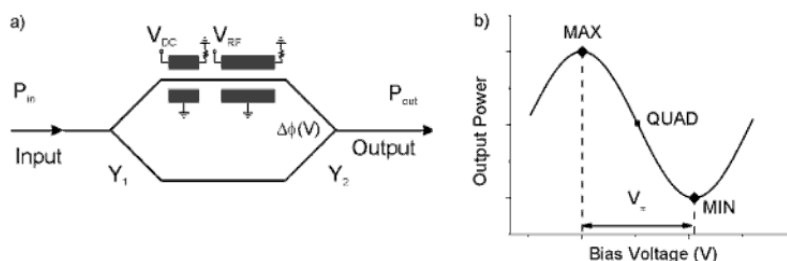 a)
V_DC V_RF
P_in
P_out
Δϕ(V)
Input
Output
Y_1
Y_2
b)
MAX
QUAD
Output Power
V_π
MIN
Bias Voltage (V)